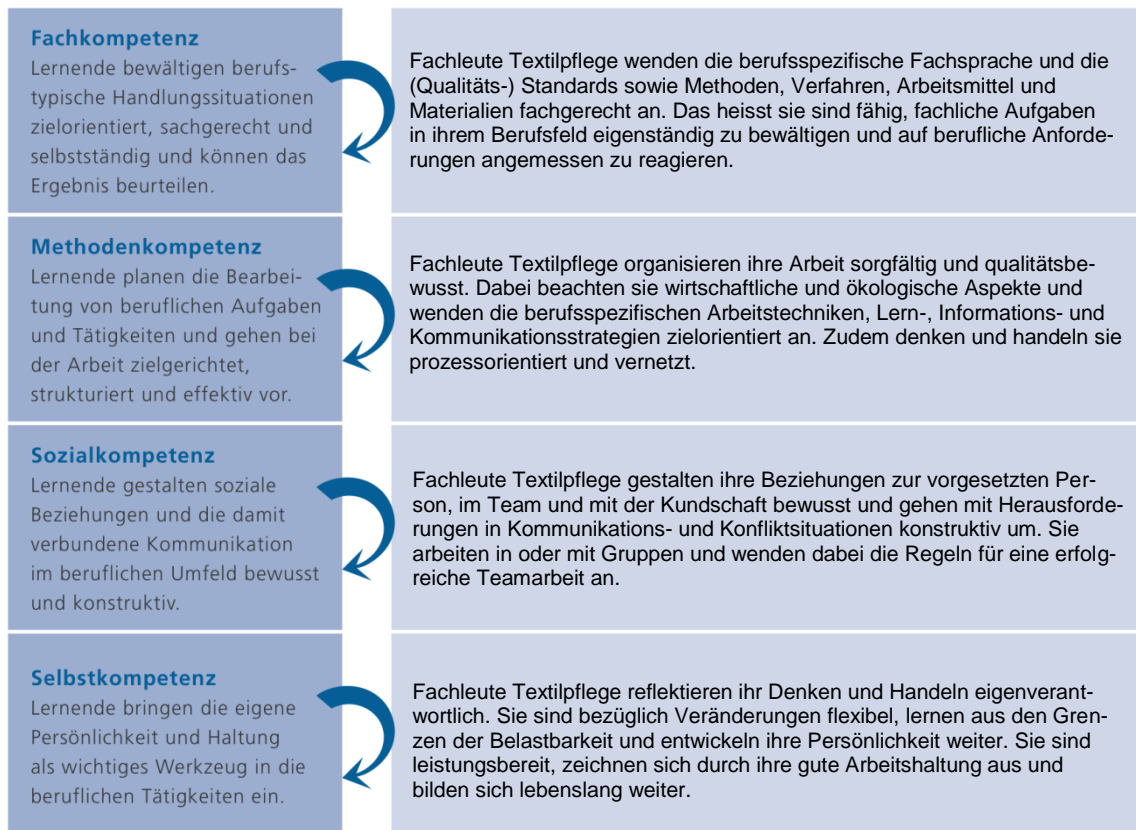 Fachkompetenz
Lernende bewältigen berufs-
typische Handlungssituationen
zielorientiert, sachgerecht und
selbstständig und können das
Ergebnis beurteilen.
Fachleute Textilpflege wenden die berufsspezifische Fachsprache und die
(Qualitäts-) Standards sowie Methoden, Verfahren, Arbeitsmittel und
Materialien fachgerecht an. Das heisst sie sind fähig, fachliche Aufgaben
in ihrem Berufsfeld eigenständig zu bewältigen und auf berufliche Anforde-
rungen angemessen zu reagieren.
Methodenkompetenz
Lernende planen die Bearbei-
tung von beruflichen Aufgaben
und Tätigkeiten und gehen bei
der Arbeit zielgerichtet,
strukturiert und effektiv vor.
Fachleute Textilpflege organisieren ihre Arbeit sorgfältig und qualitätsbe-
wusst. Dabei beachten sie wirtschaftliche und ökologische Aspekte und
wenden die berufsspezifischen Arbeitstechniken, Lern-, Informations- und
Kommunikationsstrategien zielorientiert an. Zudem denken und handeln sie
prozessorientiert und vernetzt.
Sozialkompetenz
Lernende gestalten soziale
Beziehungen und die damit
verbundene Kommunikation
im beruflichen Umfeld bewusst
und konstruktiv.
Fachleute Textilpflege gestalten ihre Beziehungen zur vorgesetzten Per-
son, im Team und mit der Kundschaft bewusst und gehen mit Herausforde-
rungen in Kommunikations- und Konfliktsituationen konstruktiv um. Sie
arbeiten in oder mit Gruppen und wenden dabei die Regeln für eine erfolg-
reiche Teamarbeit an.
Selbstkompetenz
Lernende bringen die eigene
Persönlichkeit und Haltung
als wichtiges Werkzeug in die
beruflichen Tätigkeiten ein.
Fachleute Textilpflege reflektieren ihr Denken und Handeln eigenverant-
wortlich. Sie sind bezüglich Veränderungen flexibel, lernen aus den Gren-
zen der Belastbarkeit und entwickeln ihre Persönlichkeit weiter. Sie sind
leistungsbereit, zeichnen sich durch ihre gute Arbeitshaltung aus und
bilden sich lebenslang weiter.